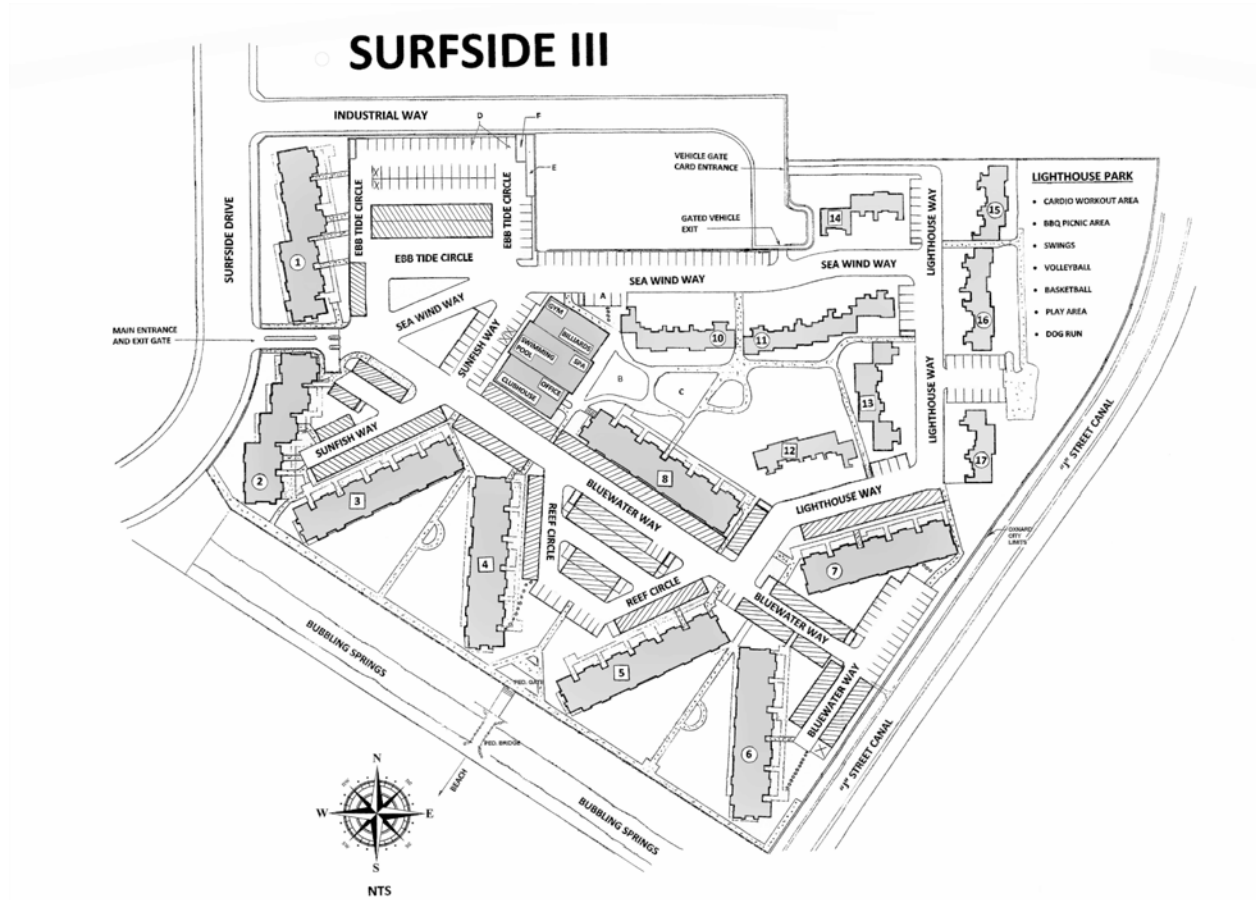 SURFSIDE III
INDUSTRIAL WAY
D
F
E
VEHICLE GATE
CARD ENTRANCE
GATED VEHICLE
EXIT
SURFSIDE DRIVE
EBB TIDE CIRCLE
EBB TIDE CIRCLE
EBB TIDE CIRCLE
1
14
15
LIGHTHOUSE WAY
LIGHTHOUSE PARK
• CARDIO WORKOUT AREA
• BBQ PICNIC AREA
• SWINGS
• VOLLEYBALL
• BASKETBALL
• PLAY AREA
• DOG RUN
SEA WIND WAY
SEA WIND WAY
SEA WIND WAY
MAIN ENTRANCE
AND EXIT GATE
SUNFISH WAY
A
GYM
BILLIARDS
SWIMMING
POOL
SPA
CLUBHOUSE
OFFICE
B
C
10
11
16
13
LIGHTHOUSE WAY
12
17
"J" STREET CANAL
SUNFISH WAY
2
3
4
8
BLUEWATER WAY
LIGHTHOUSE WAY
REEF CIRCLE
OXNARD
CITY
LIMITS
7
REEF CIRCLE
BLUEWATER WAY
5
BUBBLING SPRINGS
PED. GATE
PED. BRIDGE
BEACH
6
BLUEWATER WAY
"J" STREET CANAL
BUBBLING SPRINGS
N
W
E
S
NTS